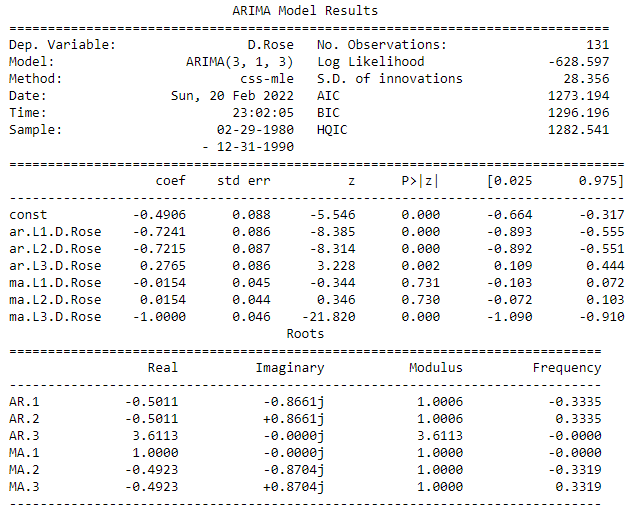 ARIMA Model Results
==============================================================================
Dep. Variable: D.Rose No. Observations: 131
Model: ARIMA(3, 1, 3) Log Likelihood -628.597
Method: css-mle S.D. of innovations 28.356
Date: Sun, 20 Feb 2022 AIC 1273.194
Time: 23:02:05 BIC 1296.196
Sample: 02-29-1980 HQIC 1282.541
- 12-31-1990
================================================================================
coef std err z P>|z| [0.025 0.975]
--------------------------------------------------------------------------------
const -0.4906 0.088 -5.546 0.000 -0.664 -0.317
ar.L1.D.Rose -0.7241 0.086 -8.385 0.000 -0.893 -0.555
ar.L2.D.Rose -0.7215 0.087 -8.314 0.000 -0.892 -0.551
ar.L3.D.Rose 0.2765 0.086 3.228 0.002 0.109 0.444
ma.L1.D.Rose -0.0154 0.045 -0.344 0.731 -0.103 0.072
ma.L2.D.Rose 0.0154 0.044 0.346 0.730 -0.072 0.103
ma.L3.D.Rose -1.0000 0.046 -21.820 0.000 -1.090 -0.910
Roots
=============================================================================
Real Imaginary Modulus Frequency
-----------------------------------------------------------------------------
AR.1 -0.5011 -0.8661j 1.0006 -0.3335
AR.2 -0.5011 +0.8661j 1.0006 0.3335
AR.3 3.6113 -0.0000j 3.6113 -0.0000
MA.1 1.0000 -0.0000j 1.0000 -0.0000
MA.2 -0.4923 -0.8704j 1.0000 -0.3319
MA.3 -0.4923 +0.8704j 1.0000 0.3319
-----------------------------------------------------------------------------